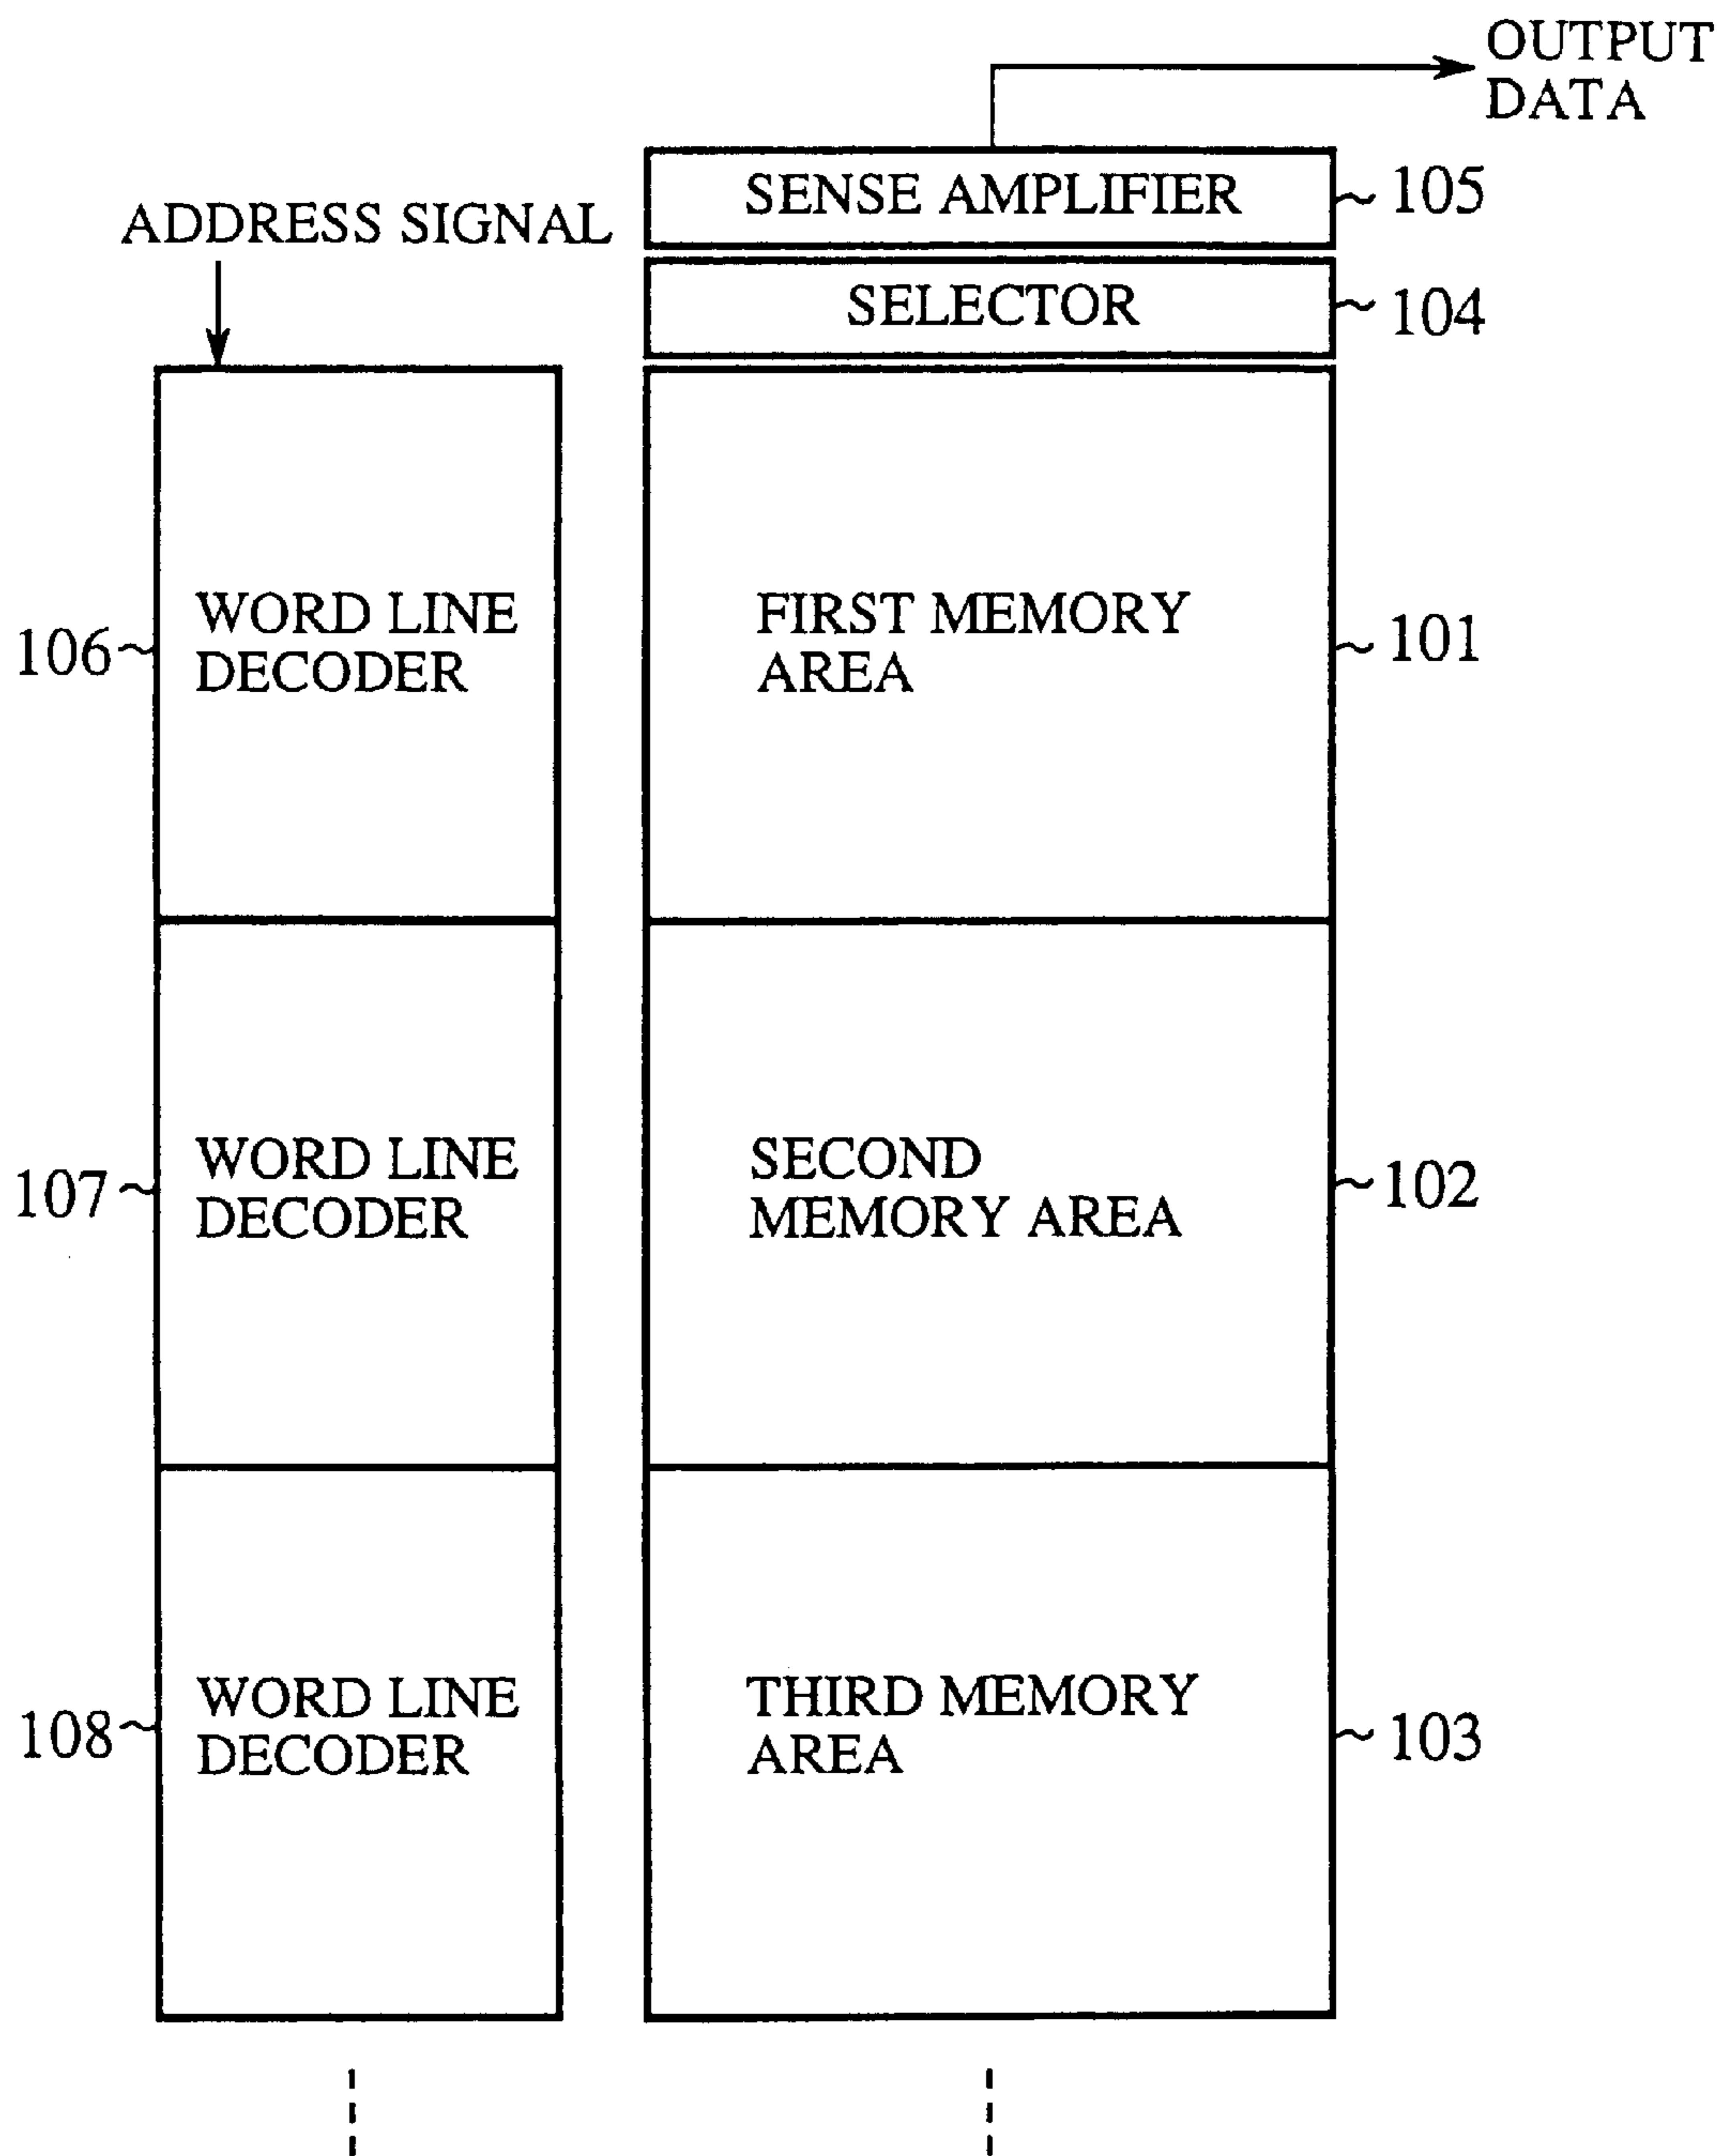 OUTPUT
DATA
SENSE AMPLIFIER
105
ADDRESS SIGNAL
SELECTOR
104
106
WORD LINE
DECODER
FIRST MEMORY
AREA
101
107
WORD LINE
DECODER
SECOND
MEMORY AREA
102
108
WORD LINE
DECODER
THIRD MEMORY
AREA
103